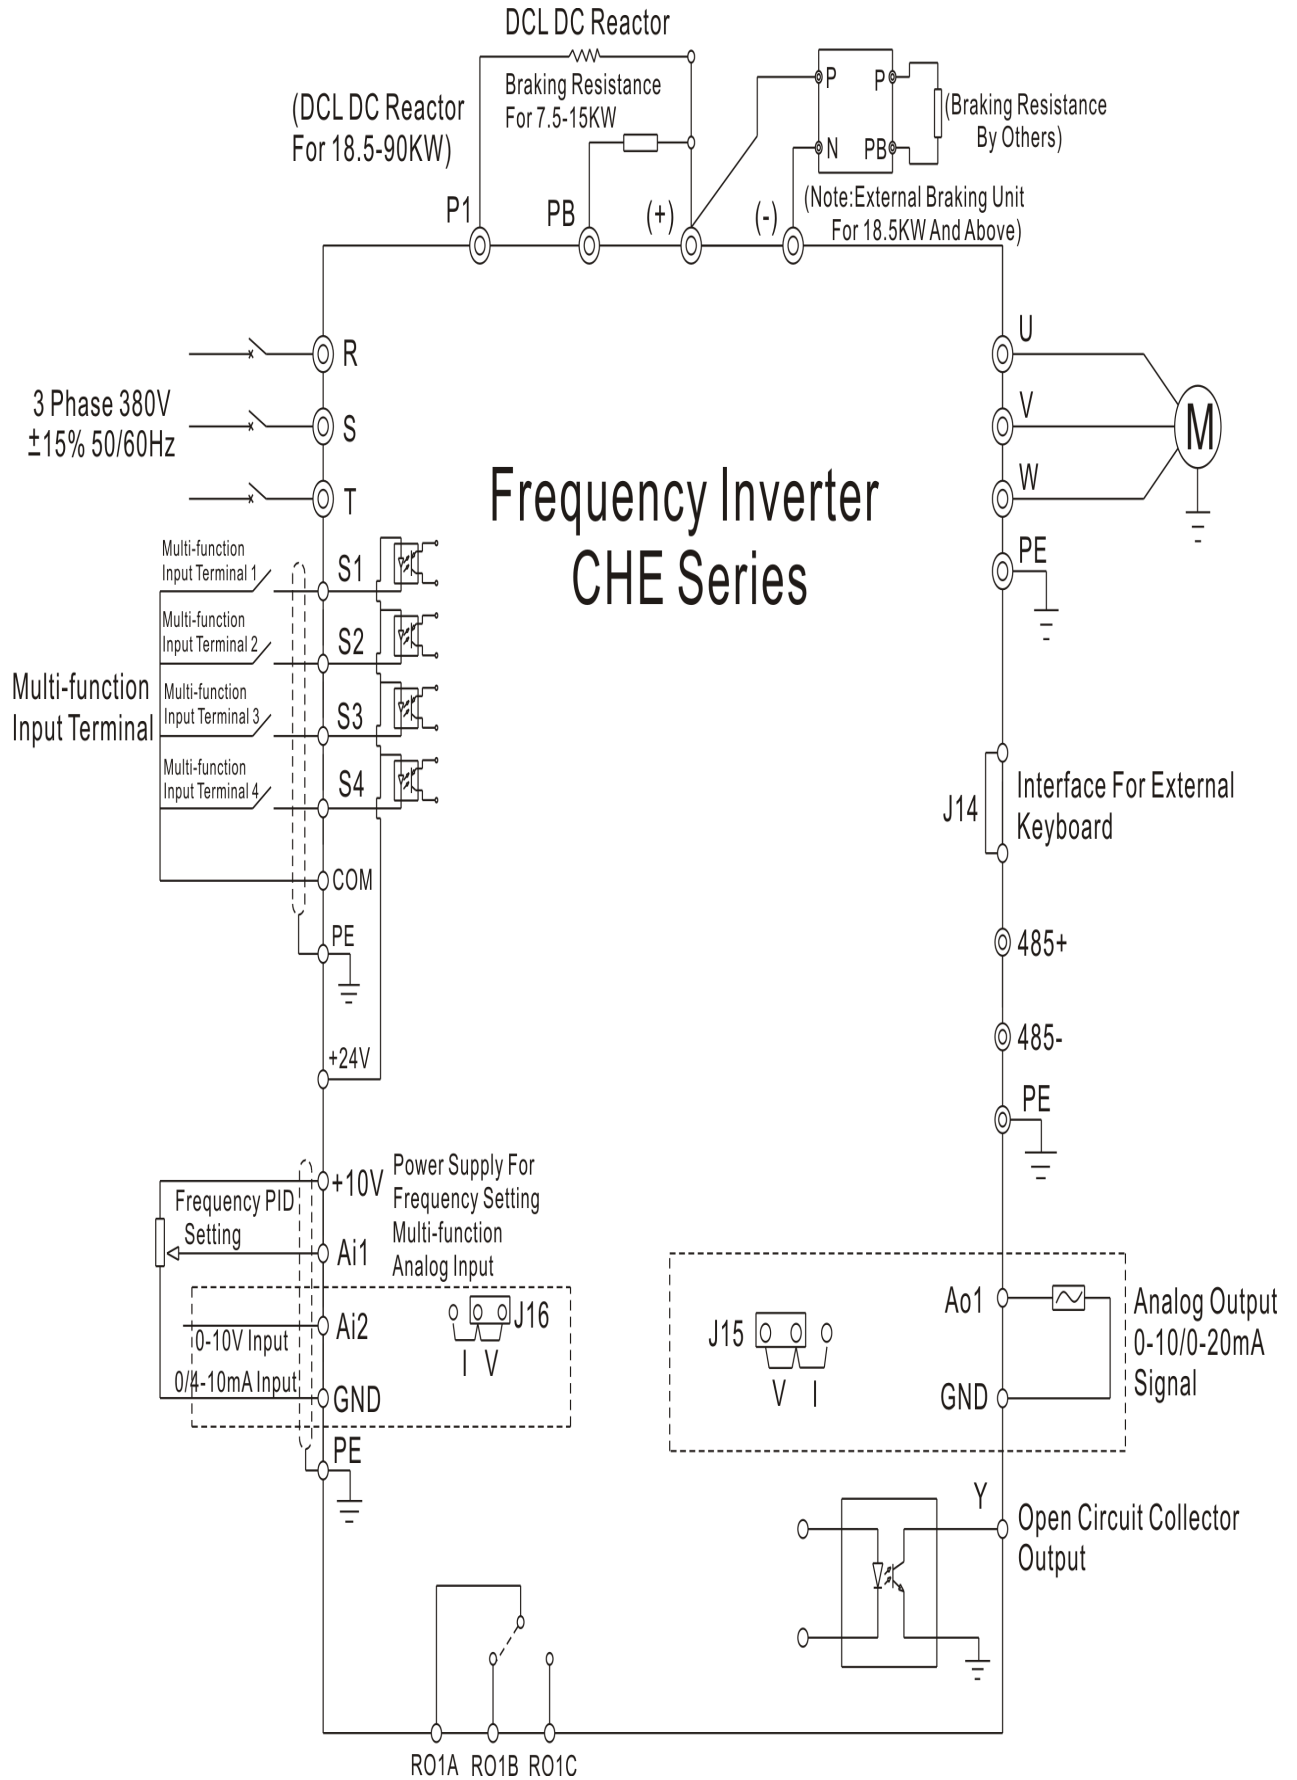 DCL DC Reactor
(DCL DC Reactor
For 18.5-90KW)
Braking Resistance
For 7.5-15KW
P
P
N
PB
(Braking Resistance
By Others)
(Note:External Braking Unit
For 18.5KW And Above)
P1
PB
(+)
(-)
R
S
T
3 Phase 380V
±15% 50/60Hz
U
V
W
M
PE
Frequency Inverter
CHE Series
Multi-function
Input Terminal 1
S1
Multi-function
Input Terminal 2
S2
Multi-function
Input Terminal
Multi-function
Input Terminal 3
S3
Multi-function
Input Terminal 4
S4
COM
PE
+24V
J14
Interface For External
Keyboard
485+
485-
PE
+10V
Power Supply For
Frequency Setting
Multi-function
Analog Input
Frequency PID
Setting
Ai1
Ai2
0-10V Input
0/4-10mA Input
GND
PE
J16
I V
J15
V I
Ao1
GND
Analog Output
0-10/0-20mA
Signal
Y
Open Circuit Collector
Output
RO1A RO1B RO1C